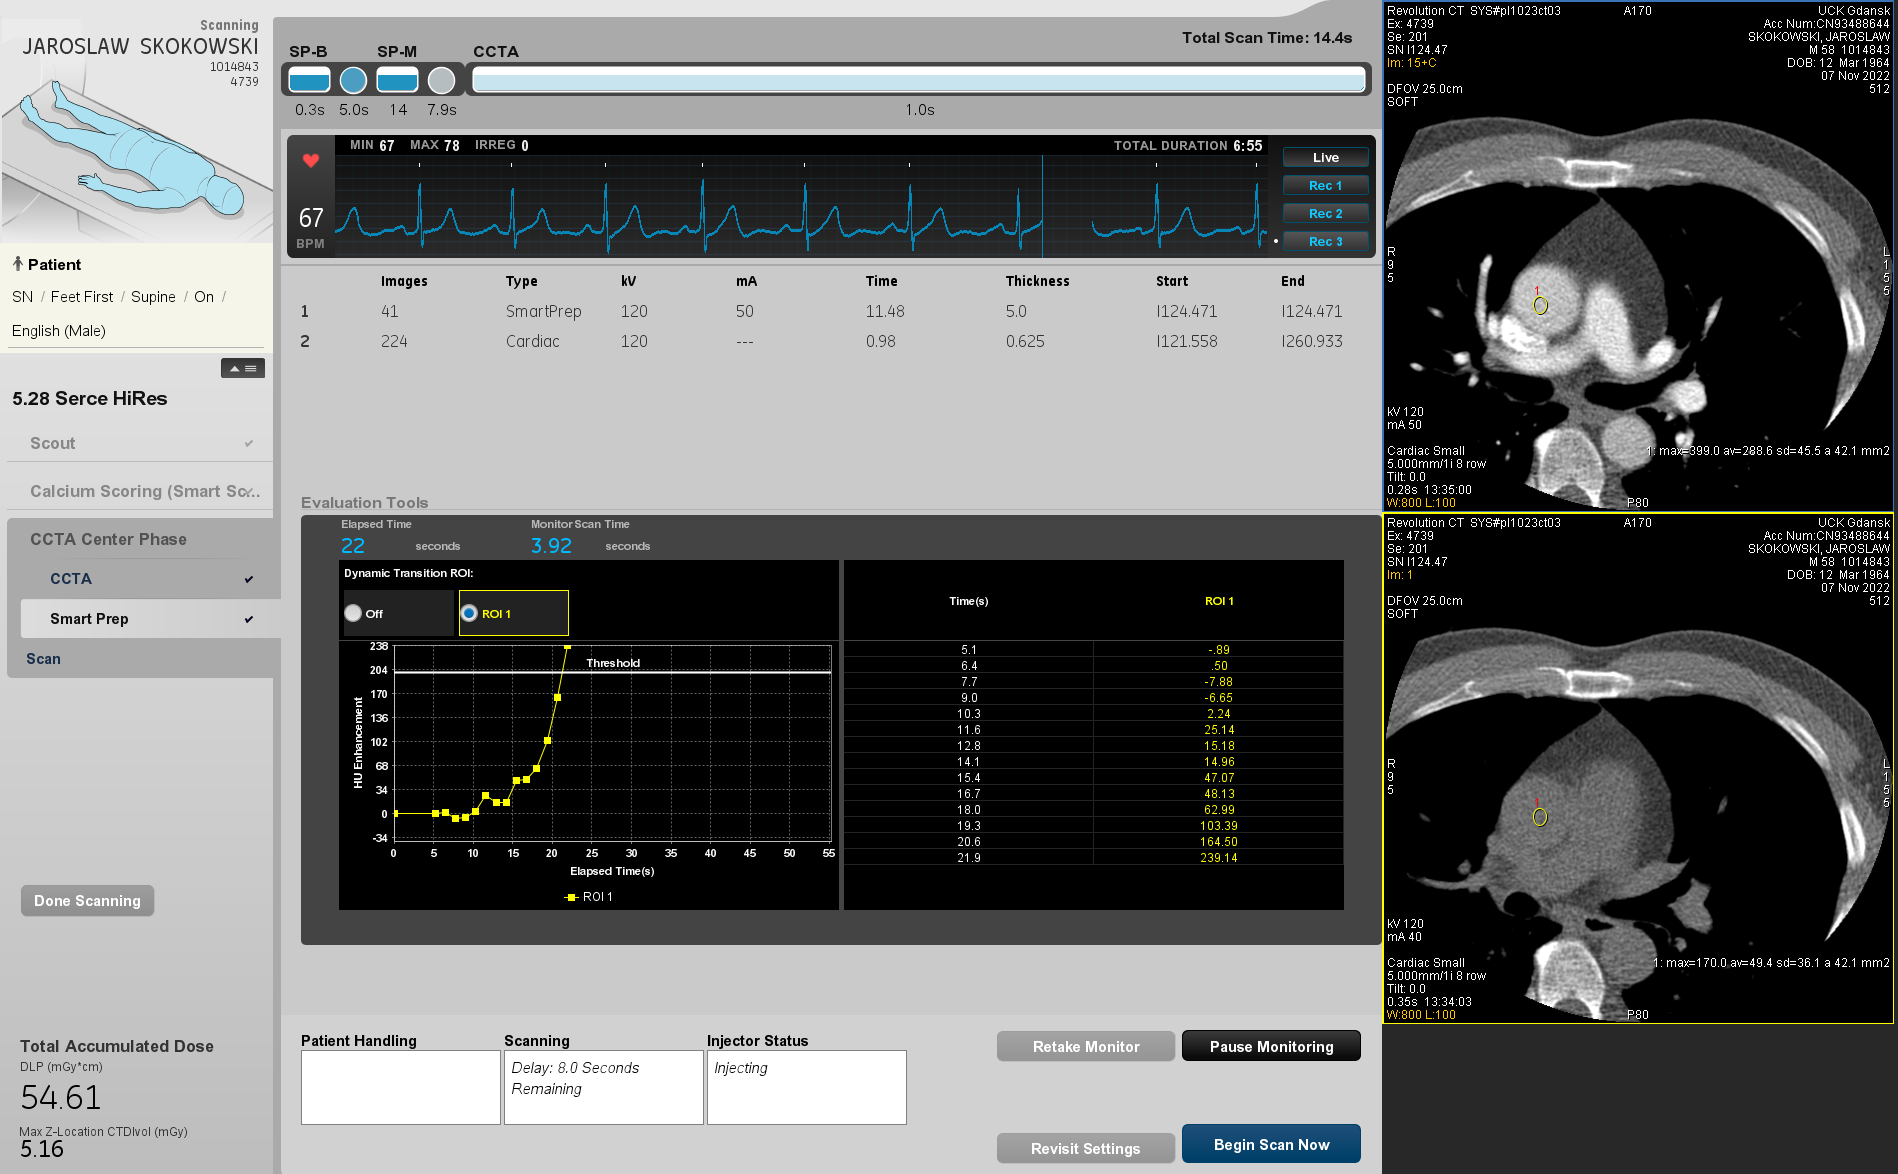 Scanning
JAROSLAW SKOKOWSKI
1014843
4739
Patient
SN / Feet First / Supine / On /
English (Male)
5.28 Serce HiRes
Scout
Calcium Scoring (Smart Sc...
CCTA Center Phase
CCTA
Smart Prep
Scan
Done Scanning
Total Accumulated Dose
DLP (mGy*cm)
54.61
Max Z-Location CTDIvol (mGy)
5.16
Total Scan Time: 14.4s
SP-B SP-M CCTA
0.3s 5.0s 14 7.9s 1.0s
MIN 67 MAX 78 IRREG 0 TOTAL DURATION 6:55
67
BPM
Live
Rec 1
Rec 2
Rec 3
Images Type kV mA Time Thickness Start End
1 41 SmartPrep 120 50 11.48 5.0 I124.471 I124.471
2 224 Cardiac 120 --- 0.98 0.625 I121.558 I260.933
Evaluation Tools
Elapsed Time Monitor Scan Time
22 seconds 3.92 seconds
Dynamic Transition ROI:
Off ROI 1
238
204
170
136
102
68
34
0
-34
HU Enhancement
Threshold
0 5 10 15 20 25 30 35 40 45 50 55
Elapsed Time(s)
ROI 1
Time(s) ROI 1
5.1 -.89
6.4 .50
7.7 -7.88
9.0 -6.65
10.3 2.24
11.6 25.14
12.8 15.18
14.1 14.96
15.4 47.07
16.7 48.13
18.0 62.99
19.3 103.39
20.6 164.50
21.9 239.14
Patient Handling
Scanning
Delay: 8.0 Seconds
Remaining
Injector Status
Injecting
Retake Monitor
Pause Monitoring
Revisit Settings
Begin Scan Now
Revolution CT SYS#pl1023ct03 A170 UCK Gdansk
Ex: 4739 Acc Num:CN93488644
Se: 201 SKOKOWSKI, JAROSLAW
SN I124.47 M 58 1014843
Im: 15+C DOB: 12 Mar 1964
07 Nov 2022
DFOV 25.0cm 512
SOFT
R
9
5
L
1
5
5
1
kV 120
mA 50
Cardiac Small 1: max=399.0 av=288.6 sd=45.5 a 42.1 mm2
5.000mm/1i 8 row
Tilt: 0.0
0.28s 13:35:00
W:800 L:100 P80
Revolution CT SYS#pl1023ct03 A170 UCK Gdansk
Ex: 4739 Acc Num:CN93488644
Se: 201 SKOKOWSKI, JAROSLAW
SN I124.47 M 58 1014843
Im: 1 DOB: 12 Mar 1964
07 Nov 2022
DFOV 25.0cm 512
SOFT
R
9
5
L
1
5
5
kV 120
mA 40
Cardiac Small 1: max=170.0 av=49.4 sd=36.1 a 42.1 mm2
5.000mm/1i 8 row
Tilt: 0.0
0.35s 13:34:03
W:800 L:100 P80